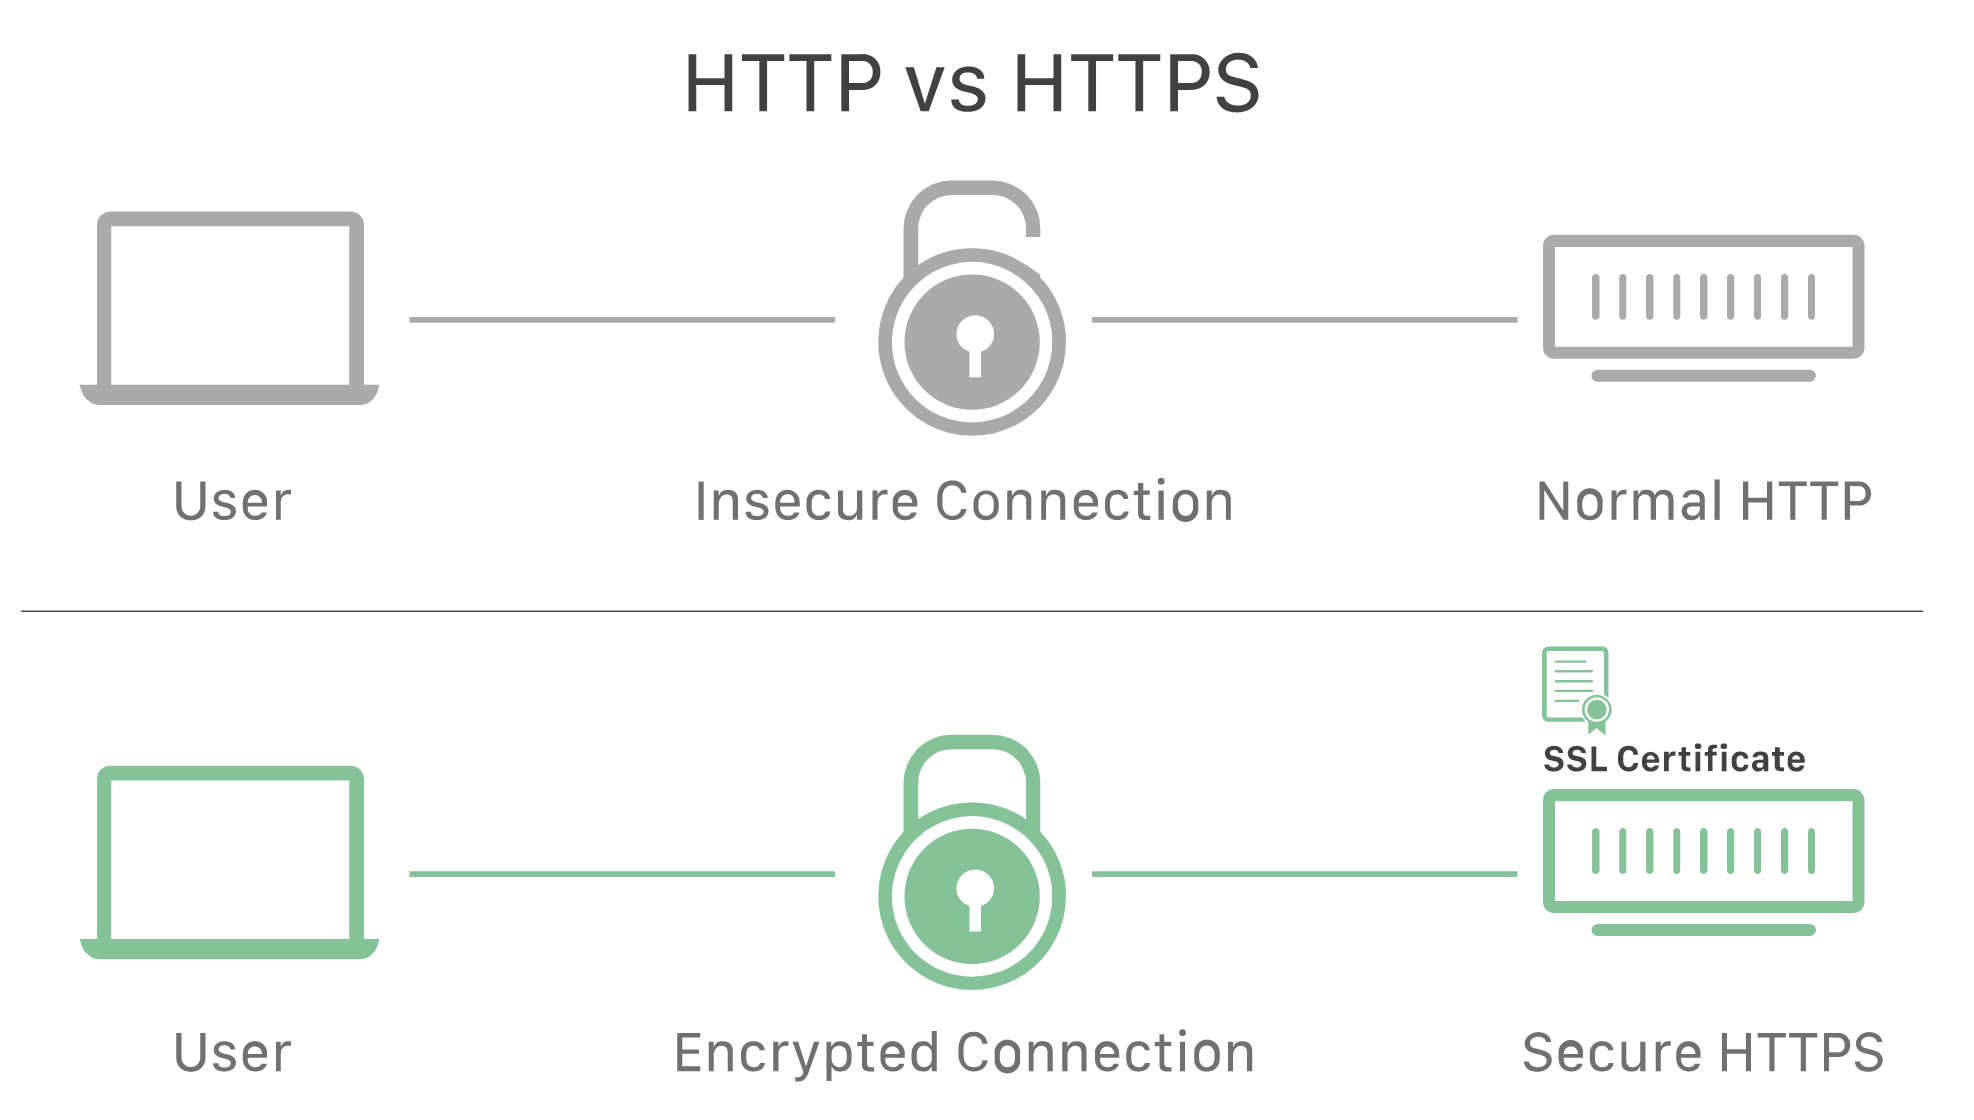 HTTP vs HTTPS
User
Insecure Connection
Normal HTTP
SSL Certificate
User
Encrypted Connection
Secure HTTPS